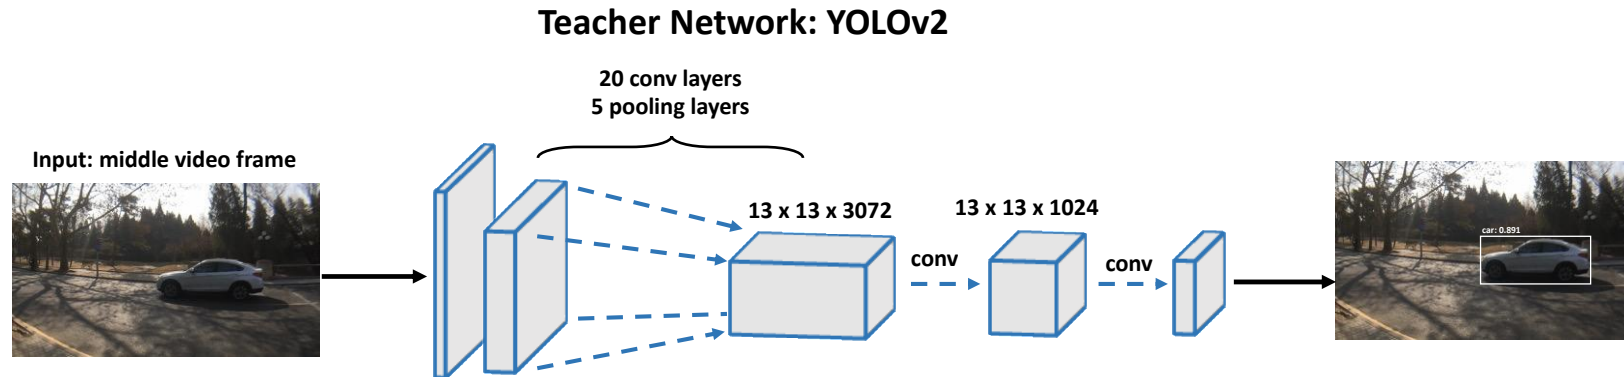 Teacher Network: YOLOv2
20 conv layers
5 pooling layers
Input: middle video frame
13 x 13 x 3072
13 x 13 x 1024
conv
conv
car: 0.891